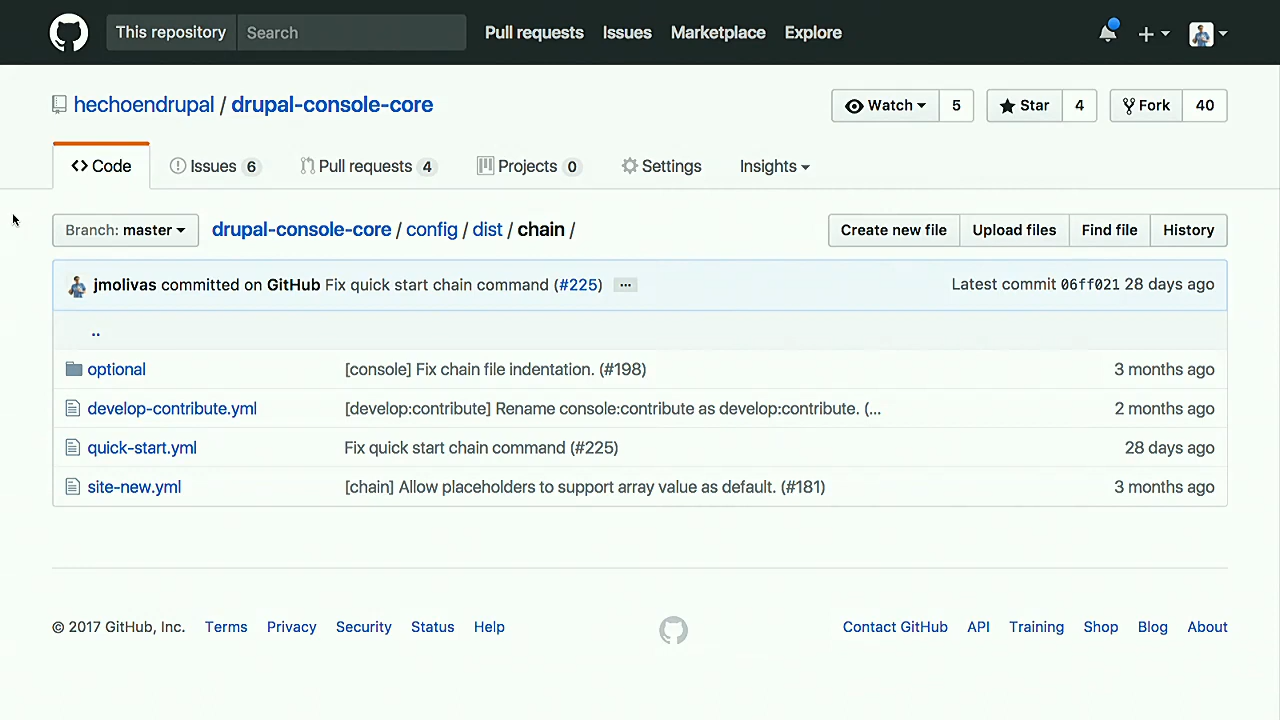 This repository Search Pull requests Issues Marketplace Explore
hechoendrupal / drupal-console-core Watch 5 Star 4 Fork 40
Code Issues 6 Pull requests 4 Projects 0 Settings Insights
Branch: master drupal-console-core / config / dist / chain / Create new file Upload files Find file History
jmolivas committed on GitHub Fix quick start chain command (#225) ... Latest commit 06ff021 28 days ago
..
optional [console] Fix chain file indentation. (#198) 3 months ago
develop-contribute.yml [develop:contribute] Rename console:contribute as develop:contribute. (... 2 months ago
quick-start.yml Fix quick start chain command (#225) 28 days ago
site-new.yml [chain] Allow placeholders to support array value as default. (#181) 3 months ago
© 2017 GitHub, Inc. Terms Privacy Security Status Help Contact GitHub API Training Shop Blog About